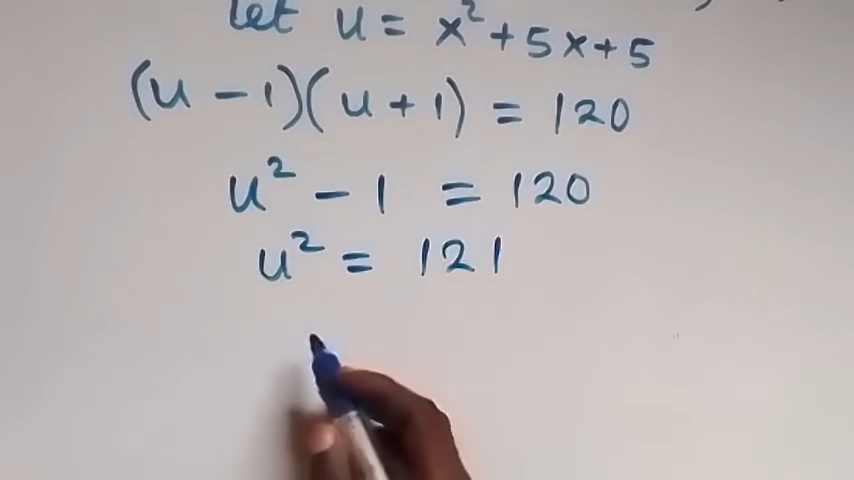 let u = x² + 5x + 5
(u - 1)(u + 1) = 120
u² - 1 = 120
u² = 121